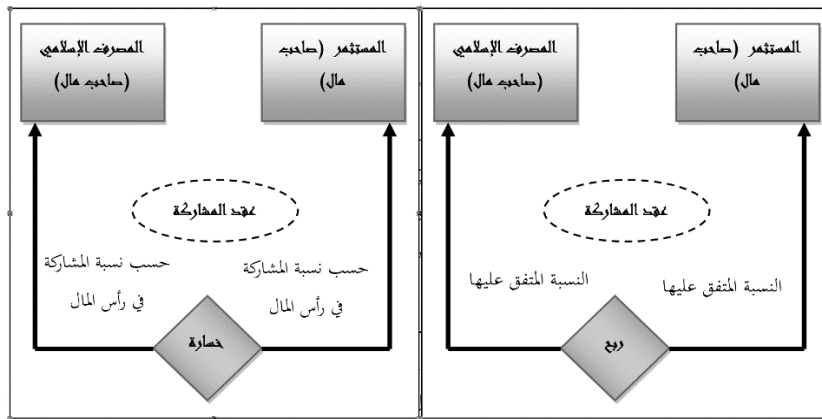 المستثمر (صاحب
مال)
المصرف الإسلامي
(صاحب مال)
عقد المشاركة
النسبة المتفق عليها
النسبة المتفق عليها
ربح
المستثمر (صاحب
مال)
المصرف الإسلامي
(صاحب مال)
عقد المشاركة
حسب نسبة المشاركة
في رأس المال
حسب نسبة المشاركة
في رأس المال
خسارة